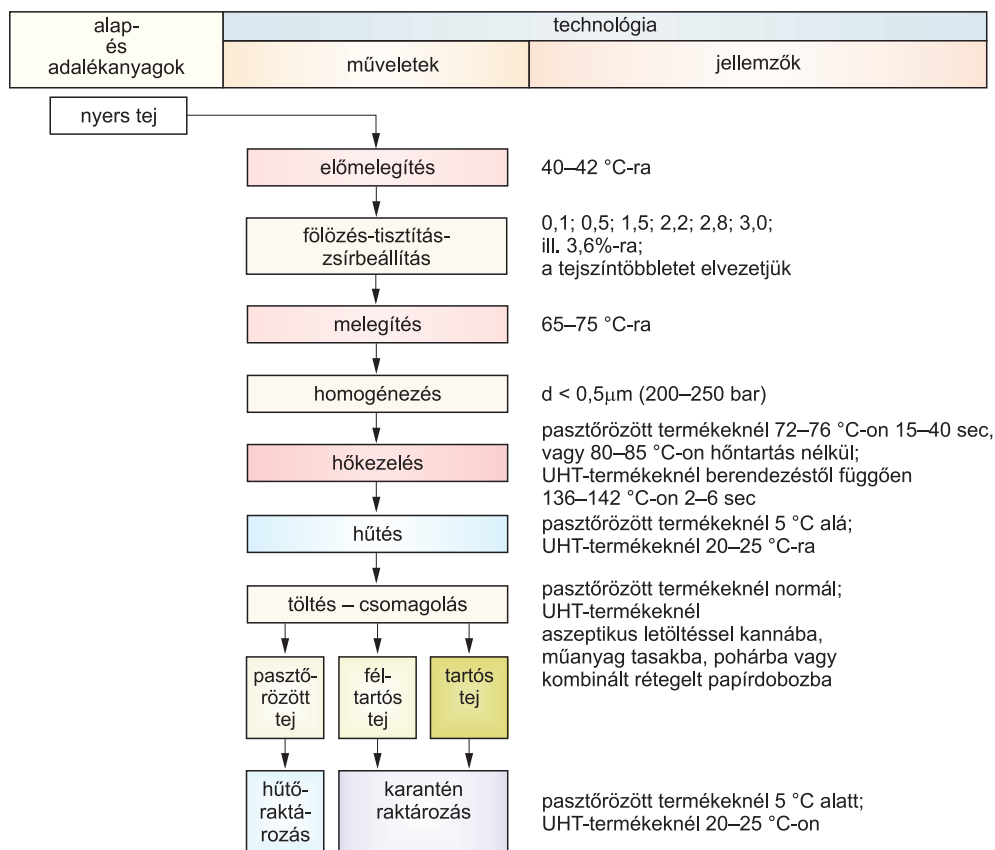 alap-
és
adalékanyagok
technológia
műveletek
jellemzők
nyers tej
előmelegítés
40–42 °C-ra
fölözés-tisztítás-
zsírbeállítás
0,1; 0,5; 1,5; 2,2; 2,8; 3,0;
ill. 3,6%-ra;
a tejszíntöbbletet elvezetjük
melegítés
65–75 °C-ra
homogénezés
d < 0,5μm (200–250 bar)
hőkezelés
pasztőrözött termékeknél 72–76 °C-on 15–40 sec,
vagy 80–85 °C-on hőntartás nélkül;
UHT-termékeknél berendezéstől függően
136–142 °C-on 2–6 sec
hűtés
pasztőrözött termékeknél 5 °C alá;
UHT-termékeknél 20–25 °C-ra
töltés – csomagolás
pasztőrözött termékeknél normál;
UHT-termékeknél
aszeptikus letöltéssel kannába,
műanyag tasakba, pohárba vagy
kombinált rétegelt papírdobozba
pasztő-
rözött
tej
fél-
tartós
tej
tartós
tej
hűtő-
raktá-
rozás
karantén
raktározás
pasztőrözött termékeknél 5 °C alatt;
UHT-termékeknél 20–25 °C-on